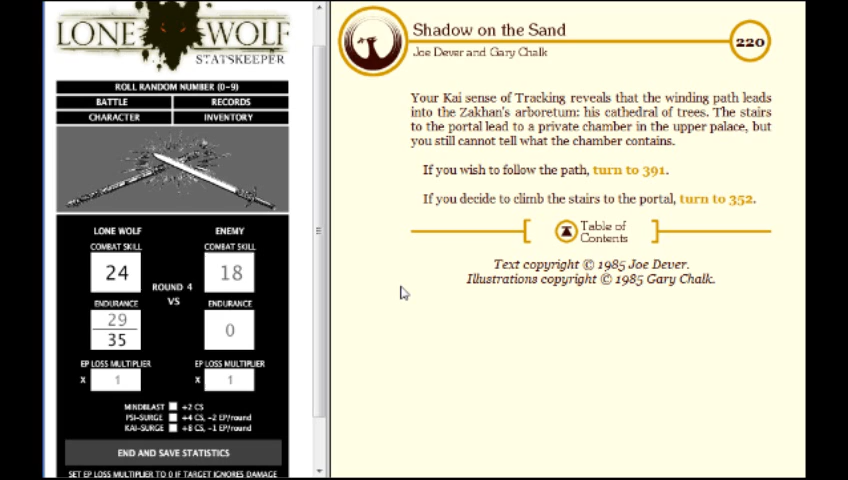 LONE WOLF
STATSKEEPER
ROLL RANDOM NUMBER (0-9)
BATTLE
RECORDS
CHARACTER
INVENTORY
LONE WOLF
ENEMY
COMBAT SKILL
COMBAT SKILL
24
18
ROUND 4
VS
ENDURANCE
ENDURANCE
29
35
0
EP LOSS MULTIPLIER
EP LOSS MULTIPLIER
X 1
X 1
MINDBLAST +2 CS
PSI-SURGE +4 CS, -2 EP/round
KAI-SURGE +8 CS, -1 EP/round
END AND SAVE STATISTICS
SET EP LOSS MULTIPLIER TO 0 IF TARGET IGNORES DAMAGE
Shadow on the Sand
Joe Dever and Gary Chalk
220
Your Kai sense of Tracking reveals that the winding path leads
into the Zakhan's arboretum: his cathedral of trees. The stairs
to the portal lead to a private chamber in the upper palace, but
you still cannot tell what the chamber contains.
If you wish to follow the path, turn to 391.
If you decide to climb the stairs to the portal, turn to 352.
Table of
Contents
Text copyright © 1985 Joe Dever.
Illustrations copyright © 1985 Gary Chalk.